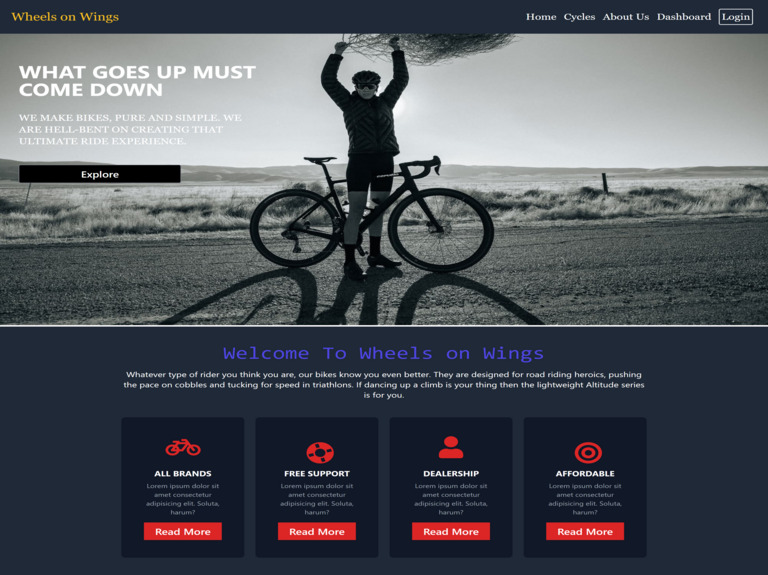 Wheels on Wings
Home Cycles About Us Dashboard Login
WHAT GOES UP MUST
COME DOWN
WE MAKE BIKES, PURE AND SIMPLE. WE
ARE HELL-BENT ON CREATING THAT
ULTIMATE RIDE EXPERIENCE.
Explore
Welcome To Wheels on Wings
Whatever type of rider you think you are, our bikes know you even better. They are designed for road riding heroics, pushing
the pace on cobbles and tucking for speed in triathlons. If dancing up a climb is your thing then the lightweight Altitude series
is for you.
ALL BRANDS
Lorem ipsum dolor sit
amet consectetur
adipisicing elit. Soluta,
harum?
Read More
FREE SUPPORT
Lorem ipsum dolor sit
amet consectetur
adipisicing elit. Soluta,
harum?
Read More
DEALERSHIP
Lorem ipsum dolor sit
amet consectetur
adipisicing elit. Soluta,
harum?
Read More
AFFORDABLE
Lorem ipsum dolor sit
amet consectetur
adipisicing elit. Soluta,
harum?
Read More